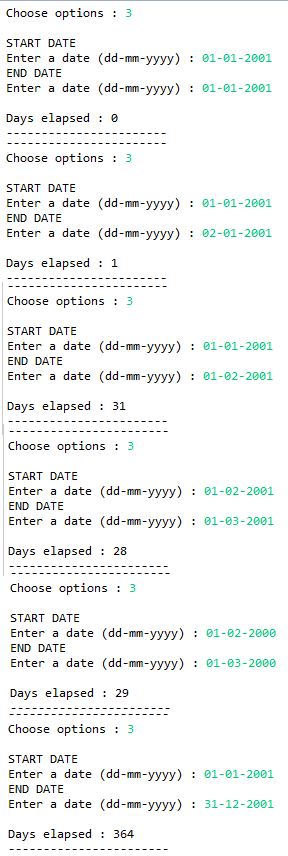 Choose options : 3
START DATE
Enter a date (dd-mm-yyyy) : 01-01-2001
END DATE
Enter a date (dd-mm-yyyy) : 01-01-2001
Days elapsed : 0
-----------------------
-----------------------
Choose options : 3
START DATE
Enter a date (dd-mm-yyyy) : 01-01-2001
END DATE
Enter a date (dd-mm-yyyy) : 02-01-2001
Days elapsed : 1
-----------------------
-----------------------
Choose options : 3
START DATE
Enter a date (dd-mm-yyyy) : 01-01-2001
END DATE
Enter a date (dd-mm-yyyy) : 01-02-2001
Days elapsed : 31
-----------------------
-----------------------
Choose options : 3
START DATE
Enter a date (dd-mm-yyyy) : 01-02-2001
END DATE
Enter a date (dd-mm-yyyy) : 01-03-2001
Days elapsed : 28
-----------------------
-----------------------
Choose options : 3
START DATE
Enter a date (dd-mm-yyyy) : 01-02-2000
END DATE
Enter a date (dd-mm-yyyy) : 01-03-2000
Days elapsed : 29
-----------------------
-----------------------
Choose options : 3
START DATE
Enter a date (dd-mm-yyyy) : 01-01-2001
END DATE
Enter a date (dd-mm-yyyy) : 31-12-2001
Days elapsed : 364
-----------------------